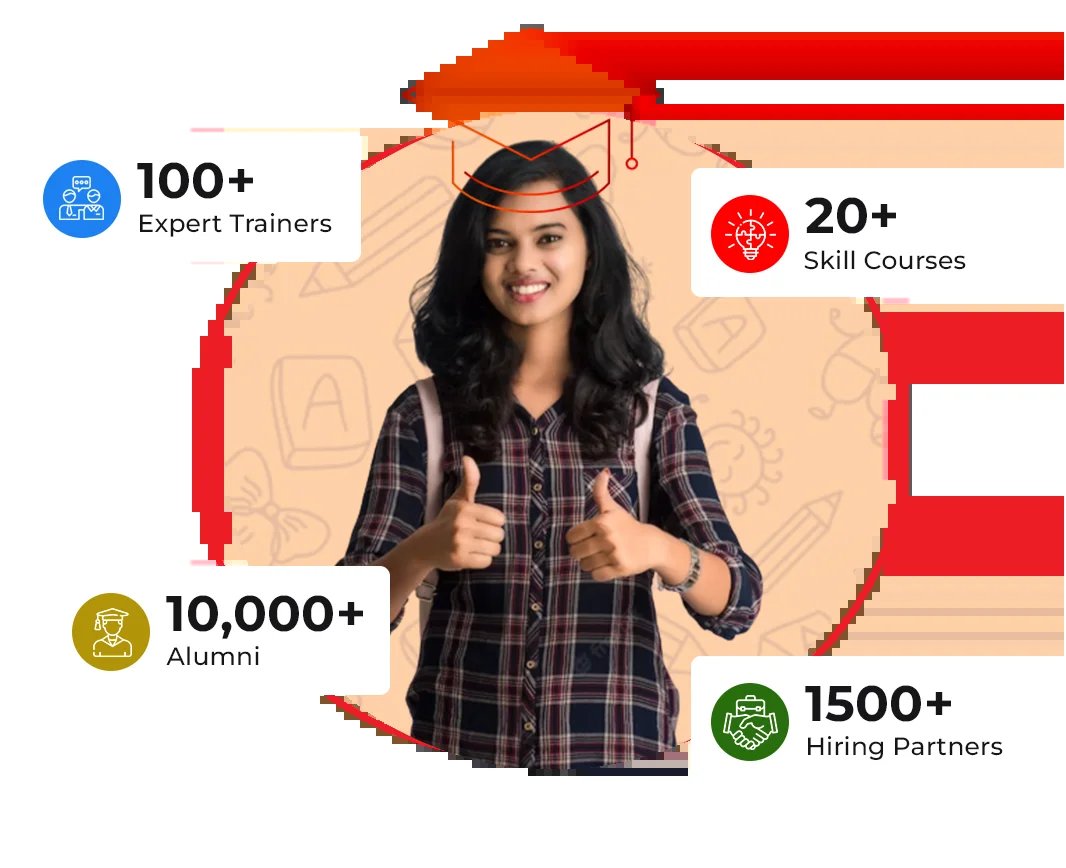 100+
Expert Trainers
20+
Skill Courses
A
A
10,000+
Alumni
1500+
Hiring Partners